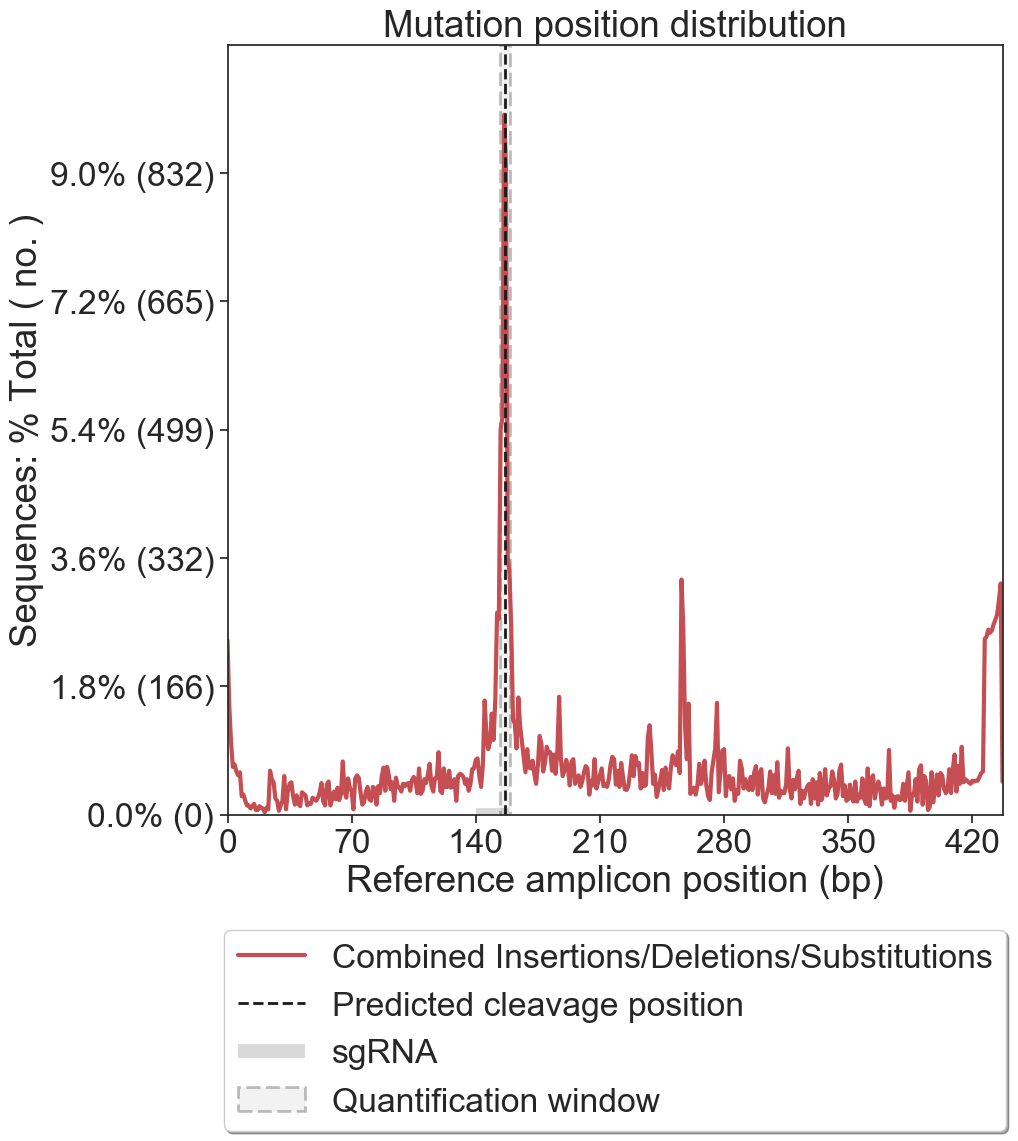 Mutation position distribution
Sequences: % Total ( no. )
9.0% (832)
7.2% (665)
5.4% (499)
3.6% (332)
1.8% (166)
0.0% (0)
0 70 140 210 280 350 420
Reference amplicon position (bp)
Combined Insertions/Deletions/Substitutions
Predicted cleavage position
sgRNA
Quantification window